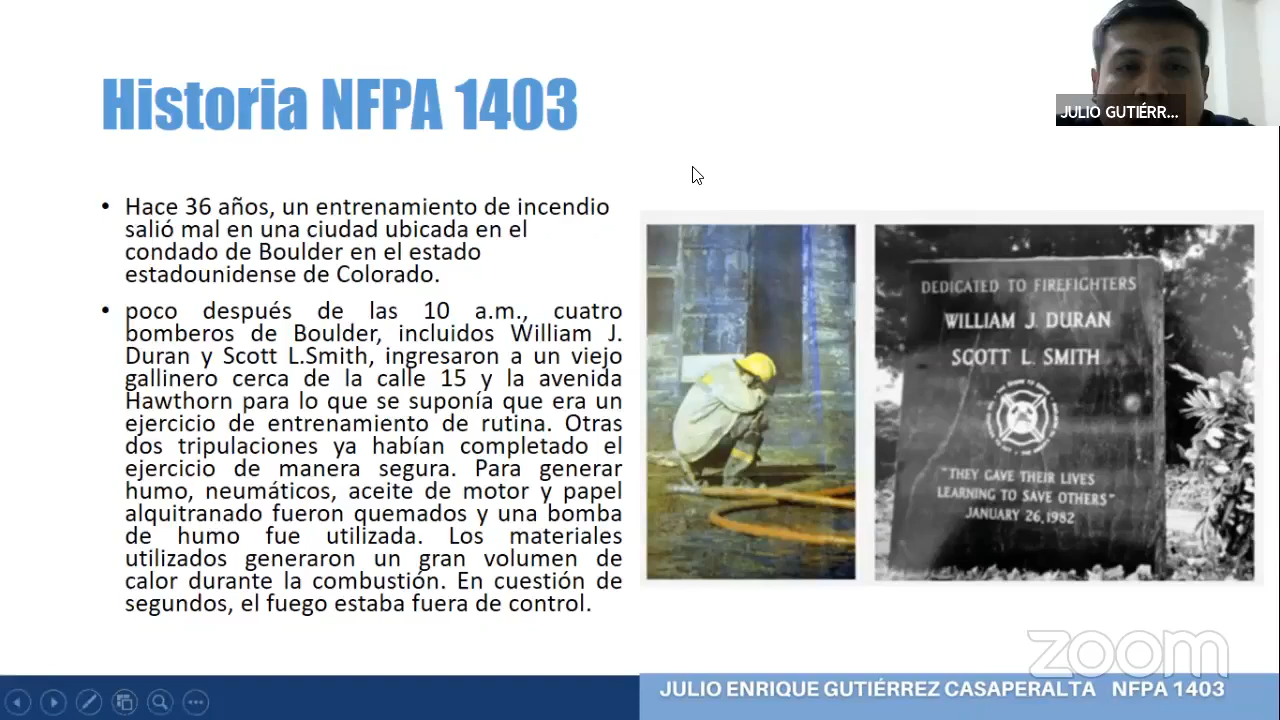 Historia NFPA 1403
JULIO GUTIÉRR...
• Hace 36 años, un entrenamiento de incendio
salió mal en una ciudad ubicada en el
condado de Boulder en el estado
estadounidense de Colorado.
• poco después de las 10 a.m., cuatro
bomberos de Boulder, incluidos William J.
Duran y Scott L.Smith, ingresaron a un viejo
gallinero cerca de la calle 15 y la avenida
Hawthorn para lo que se suponía que era un
ejercicio de entrenamiento de rutina. Otras
dos tripulaciones ya habían completado el
ejercicio de manera segura. Para generar
humo, neumáticos, aceite de motor y papel
alquitranado fueron quemados y una bomba
de humo fue utilizada. Los materiales
utilizados generaron un gran volumen de
calor durante la combustión. En cuestión de
segundos, el fuego estaba fuera de control.
DEDICATED TO FIREFIGHTERS
WILLIAM J. DURAN
SCOTT L. SMITH
"THEY GAVE THEIR LIVES
LEARNING TO SAVE OTHERS"
JANUARY 26, 1982
zoom
JULIO ENRIQUE GUTIÉRREZ CASAPERALTA NFPA 1403